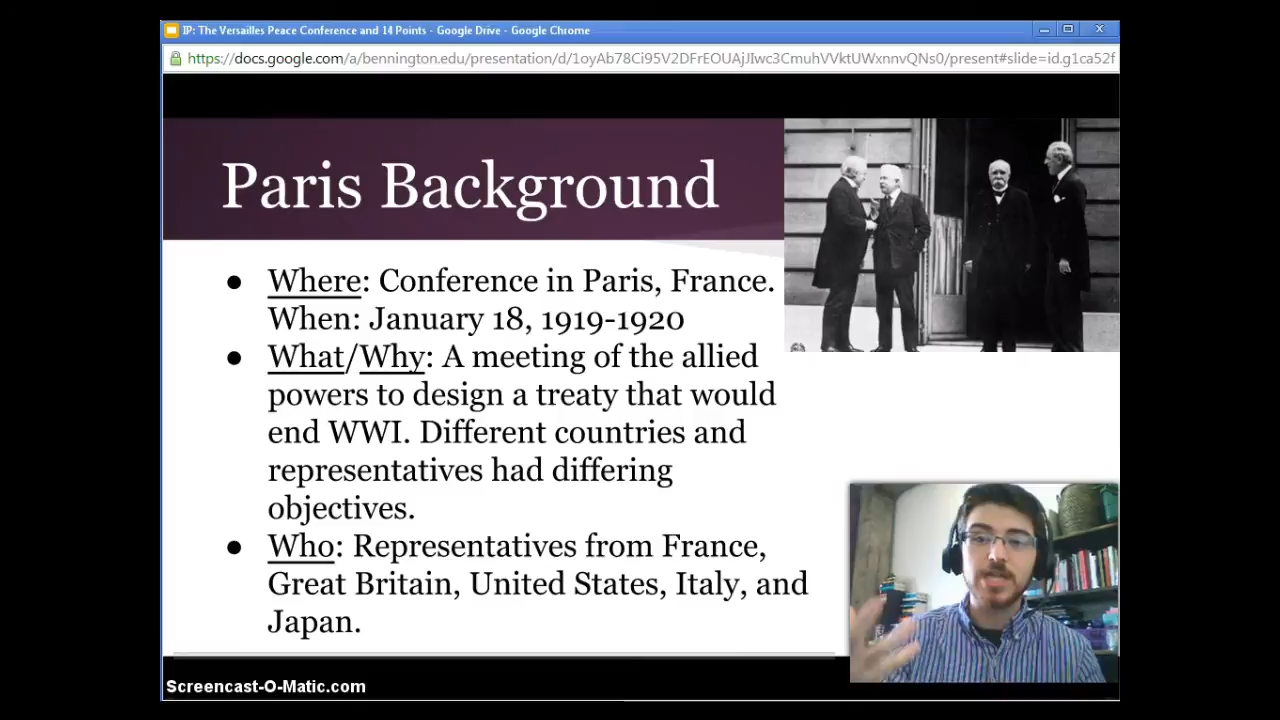 IP: The Versailles Peace Conference and 14 Points - Google Drive - Google Chrome
https://docs.google.com/a/bennington.edu/presentation/d/1oyAb78Ci95V2DFrEOUAjJIwc3CmuhVVktUWxnnvQNs0/present#slide=id.g1ca52f
Paris Background
● Where: Conference in Paris, France.
When: January 18, 1919-1920
● What/Why: A meeting of the allied
powers to design a treaty that would
end WWI. Different countries and
representatives had differing
objectives.
● Who: Representatives from France,
Great Britain, United States, Italy, and
Japan.
Screencast-O-Matic.com